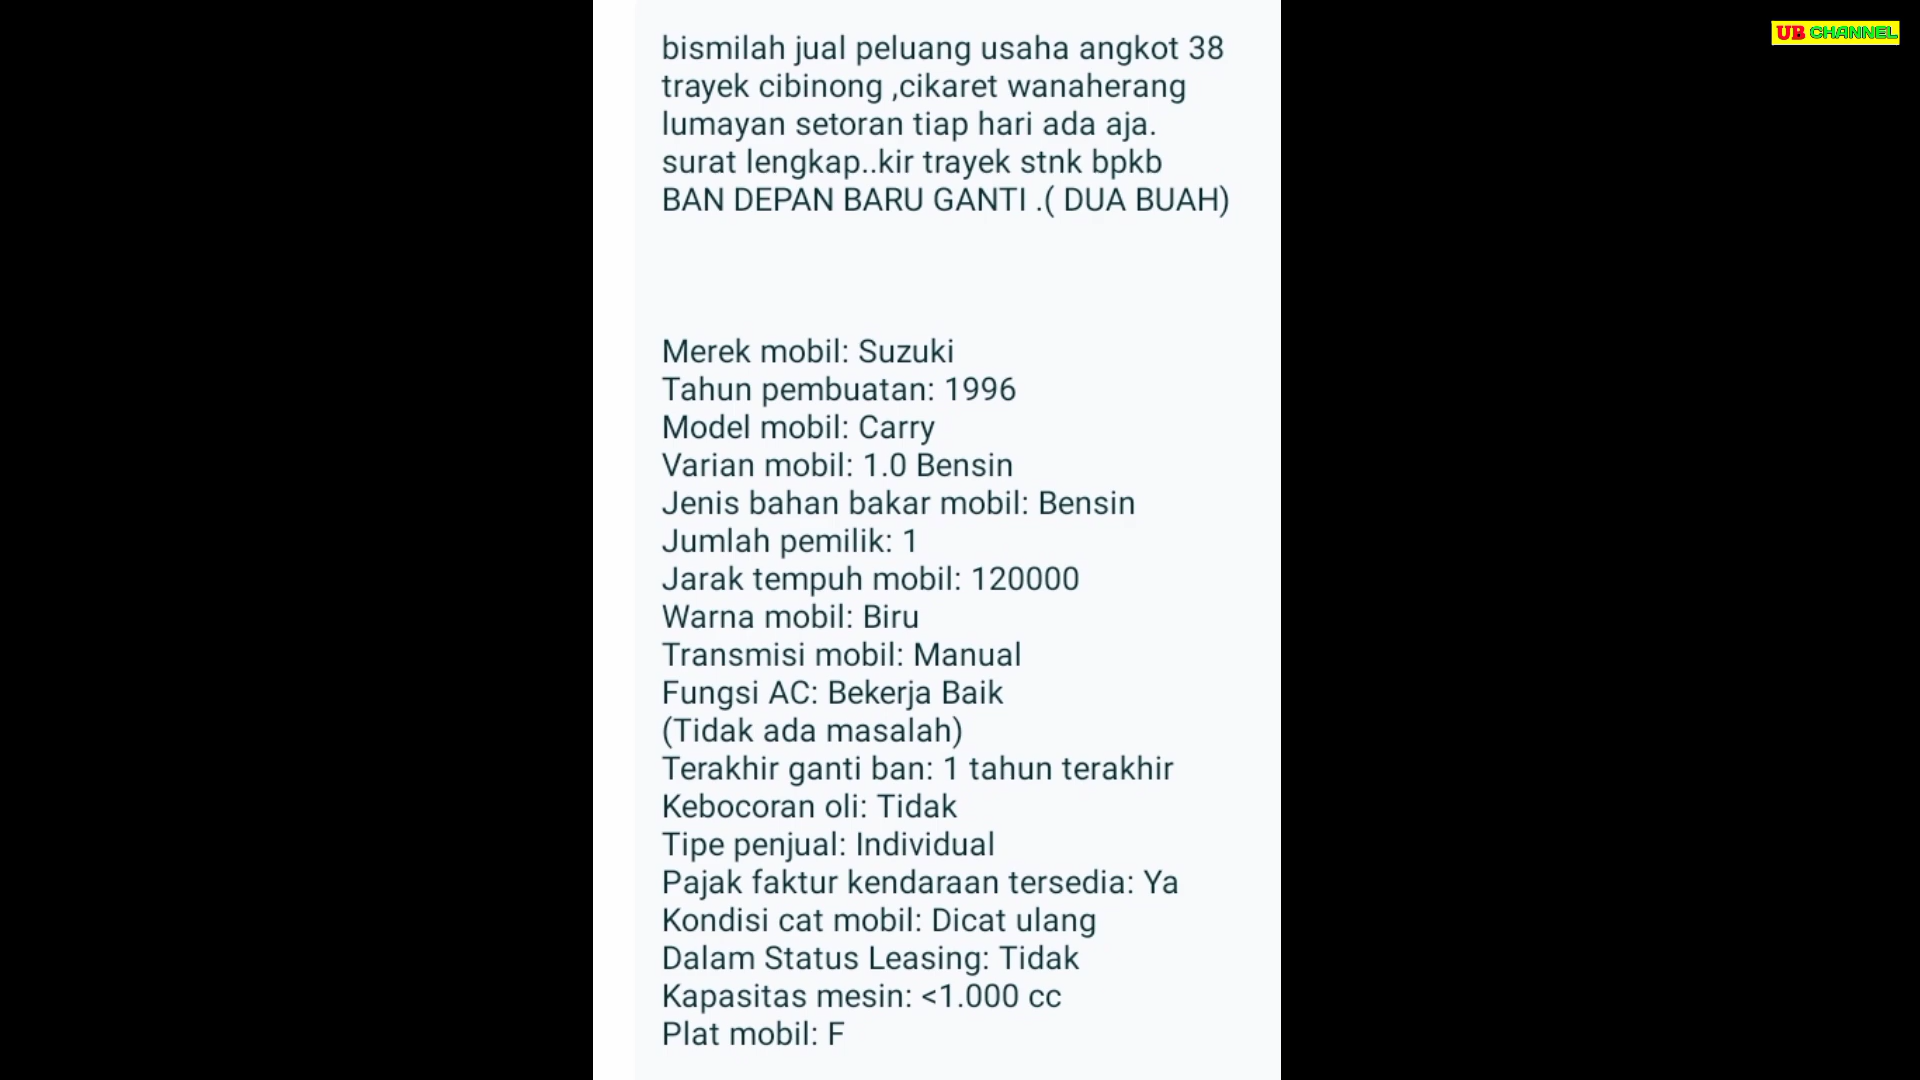 bismilah jual peluang usaha angkot 38
trayek cibinong ,cikaret wanaherang
lumayan setoran tiap hari ada aja.
surat lengkap..kir trayek stnk bpkb
BAN DEPAN BARU GANTI .( DUA BUAH)
Merek mobil: Suzuki
Tahun pembuatan: 1996
Model mobil: Carry
Varian mobil: 1.0 Bensin
Jenis bahan bakar mobil: Bensin
Jumlah pemilik: 1
Jarak tempuh mobil: 120000
Warna mobil: Biru
Transmisi mobil: Manual
Fungsi AC: Bekerja Baik
(Tidak ada masalah)
Terakhir ganti ban: 1 tahun terakhir
Kebocoran oli: Tidak
Tipe penjual: Individual
Pajak faktur kendaraan tersedia: Ya
Kondisi cat mobil: Dicat ulang
Dalam Status Leasing: Tidak
Kapasitas mesin: <1.000 cc
Plat mobil: F
UB CHANNEL